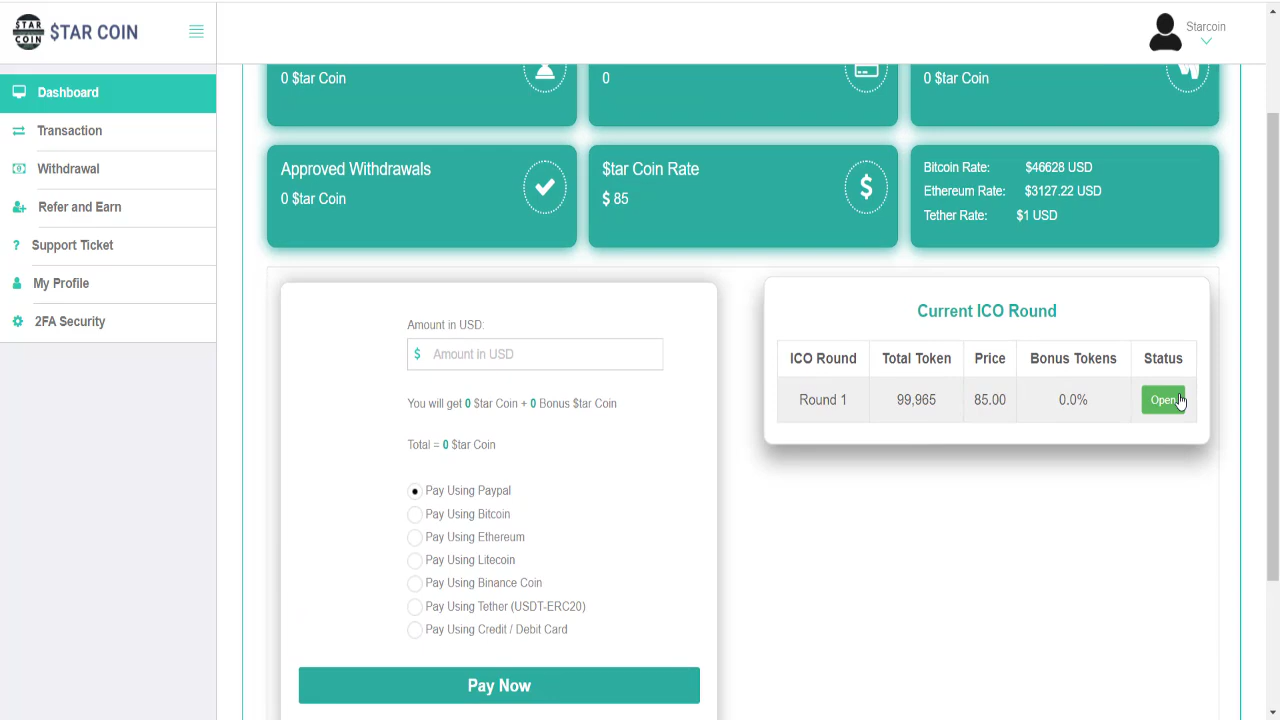 STAR COIN $TAR COIN
Starcoin
Dashboard
Transaction
Withdrawal
Refer and Earn
? Support Ticket
My Profile
2FA Security
0 $tar Coin
0
0 $tar Coin
Approved Withdrawals
0 $tar Coin
$tar Coin Rate
$ 85
$
Bitcoin Rate: $46628 USD
Ethereum Rate: $3127.22 USD
Tether Rate: $1 USD
Amount in USD:
$ Amount in USD
You will get 0 $tar Coin + 0 Bonus $tar Coin
Total = 0 $tar Coin
Pay Using Paypal
Pay Using Bitcoin
Pay Using Ethereum
Pay Using Litecoin
Pay Using Binance Coin
Pay Using Tether (USDT-ERC20)
Pay Using Credit / Debit Card
Pay Now
Current ICO Round
ICO Round Total Token Price Bonus Tokens Status
Round 1 99,965 85.00 0.0% Open